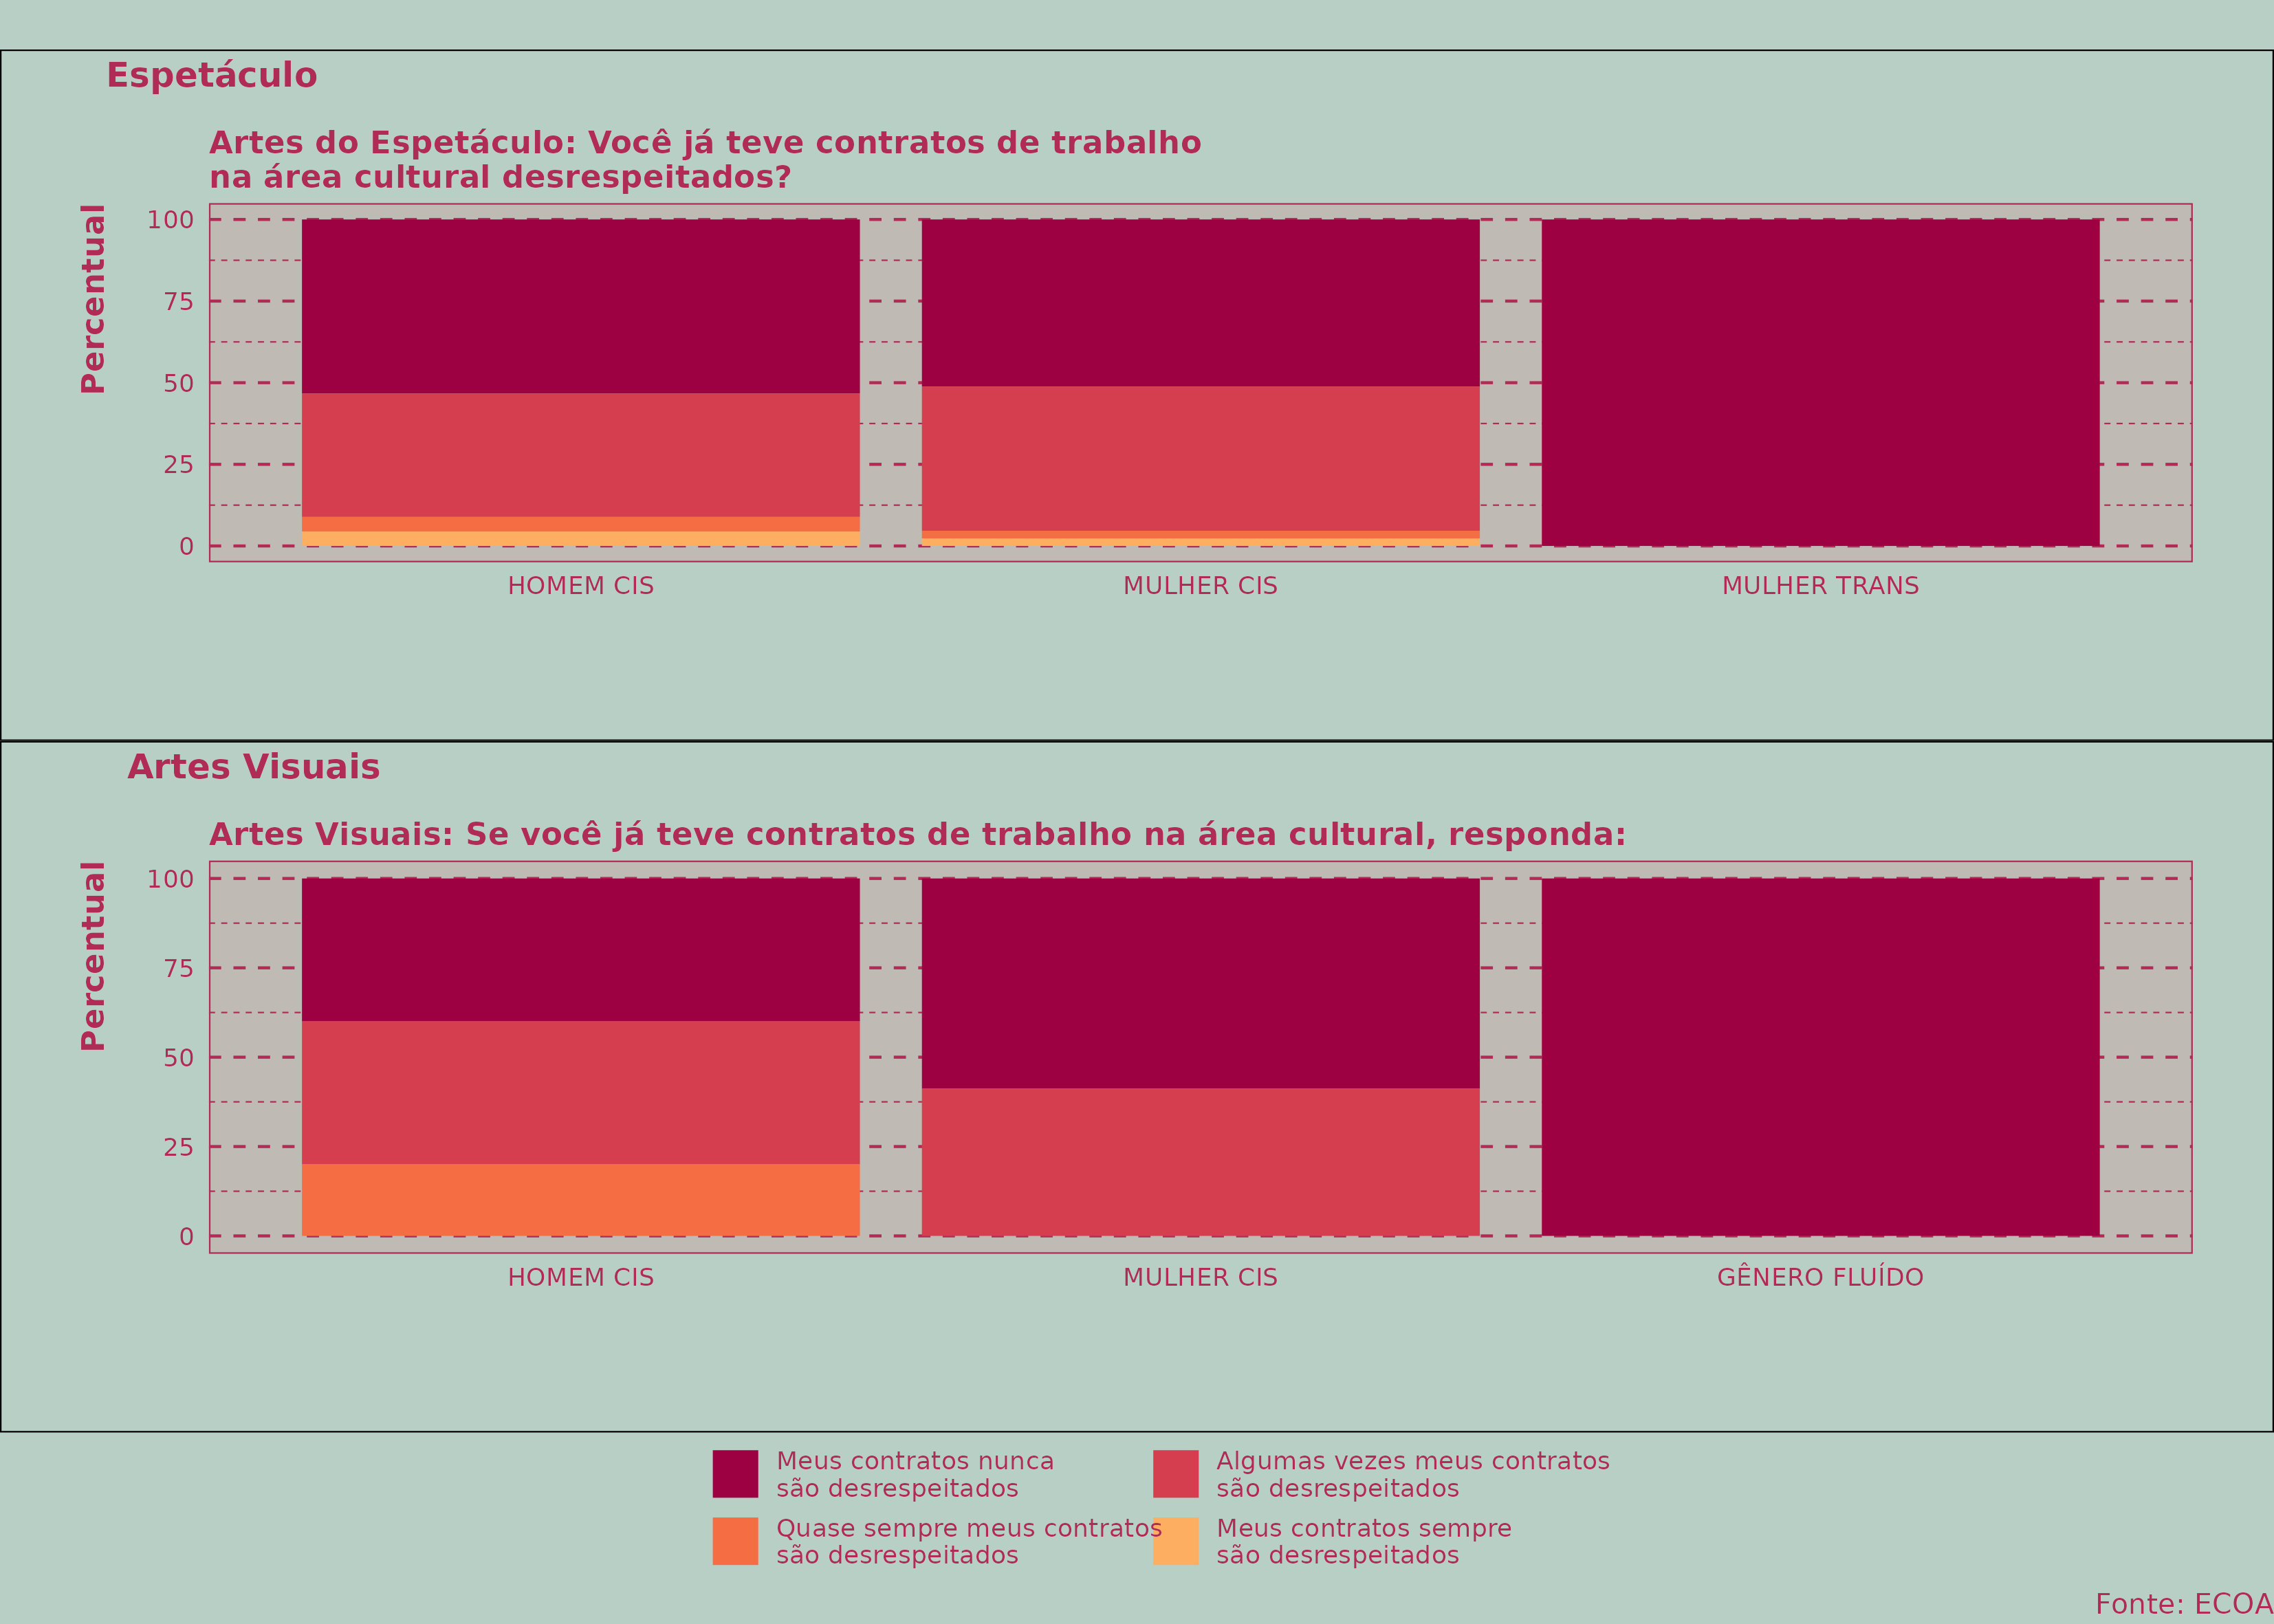 Espetáculo
Artes do Espetáculo: Você já teve contratos de trabalho
na área cultural desrespeitados?
Percentual
100
75
50
25
0
HOMEM CIS
MULHER CIS
MULHER TRANS
Artes Visuais
Artes Visuais: Se você já teve contratos de trabalho na área cultural, responda:
Percentual
100
75
50
25
0
HOMEM CIS
MULHER CIS
GÊNERO FLUÍDO
Meus contratos nunca
são desrespeitados
Algumas vezes meus contratos
são desrespeitados
Quase sempre meus contratos
são desrespeitados
Meus contratos sempre
são desrespeitados
Fonte: ECOA